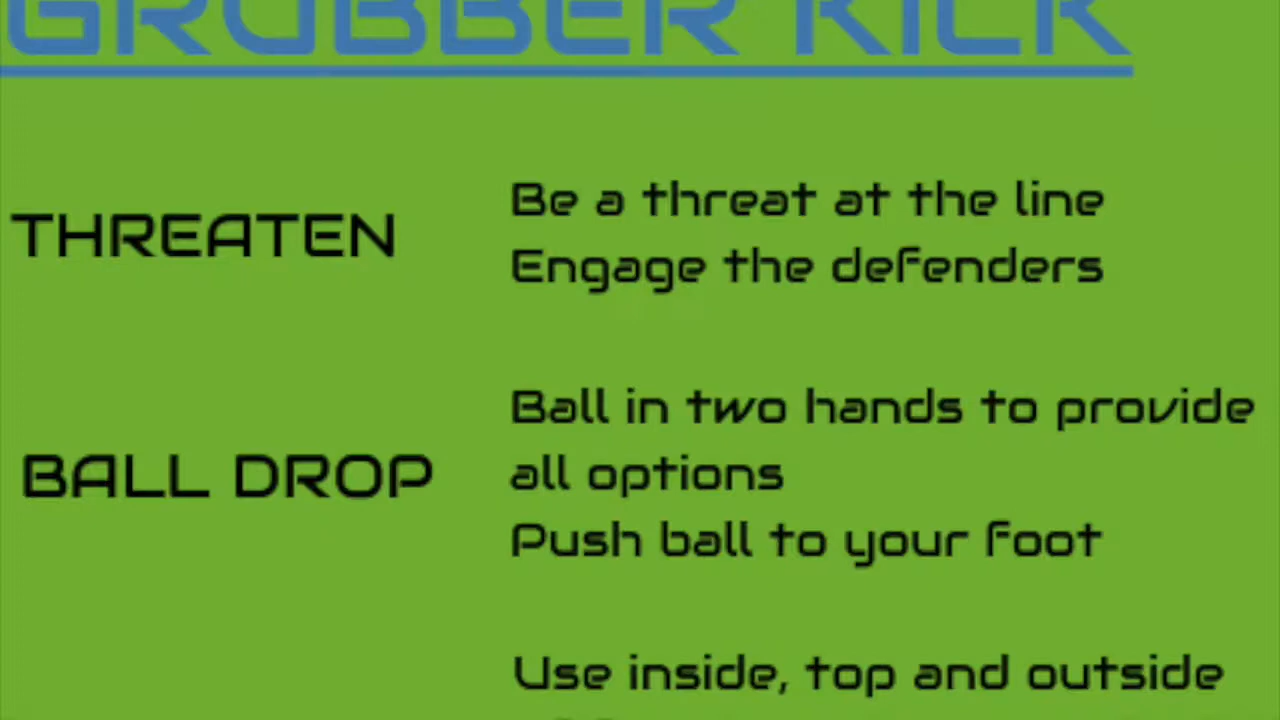 GRUBBER KICK
THREATEN
Be a threat at the line
Engage the defenders
BALL DROP
Ball in two hands to provide
all options
Push ball to your foot
Use inside, top and outside